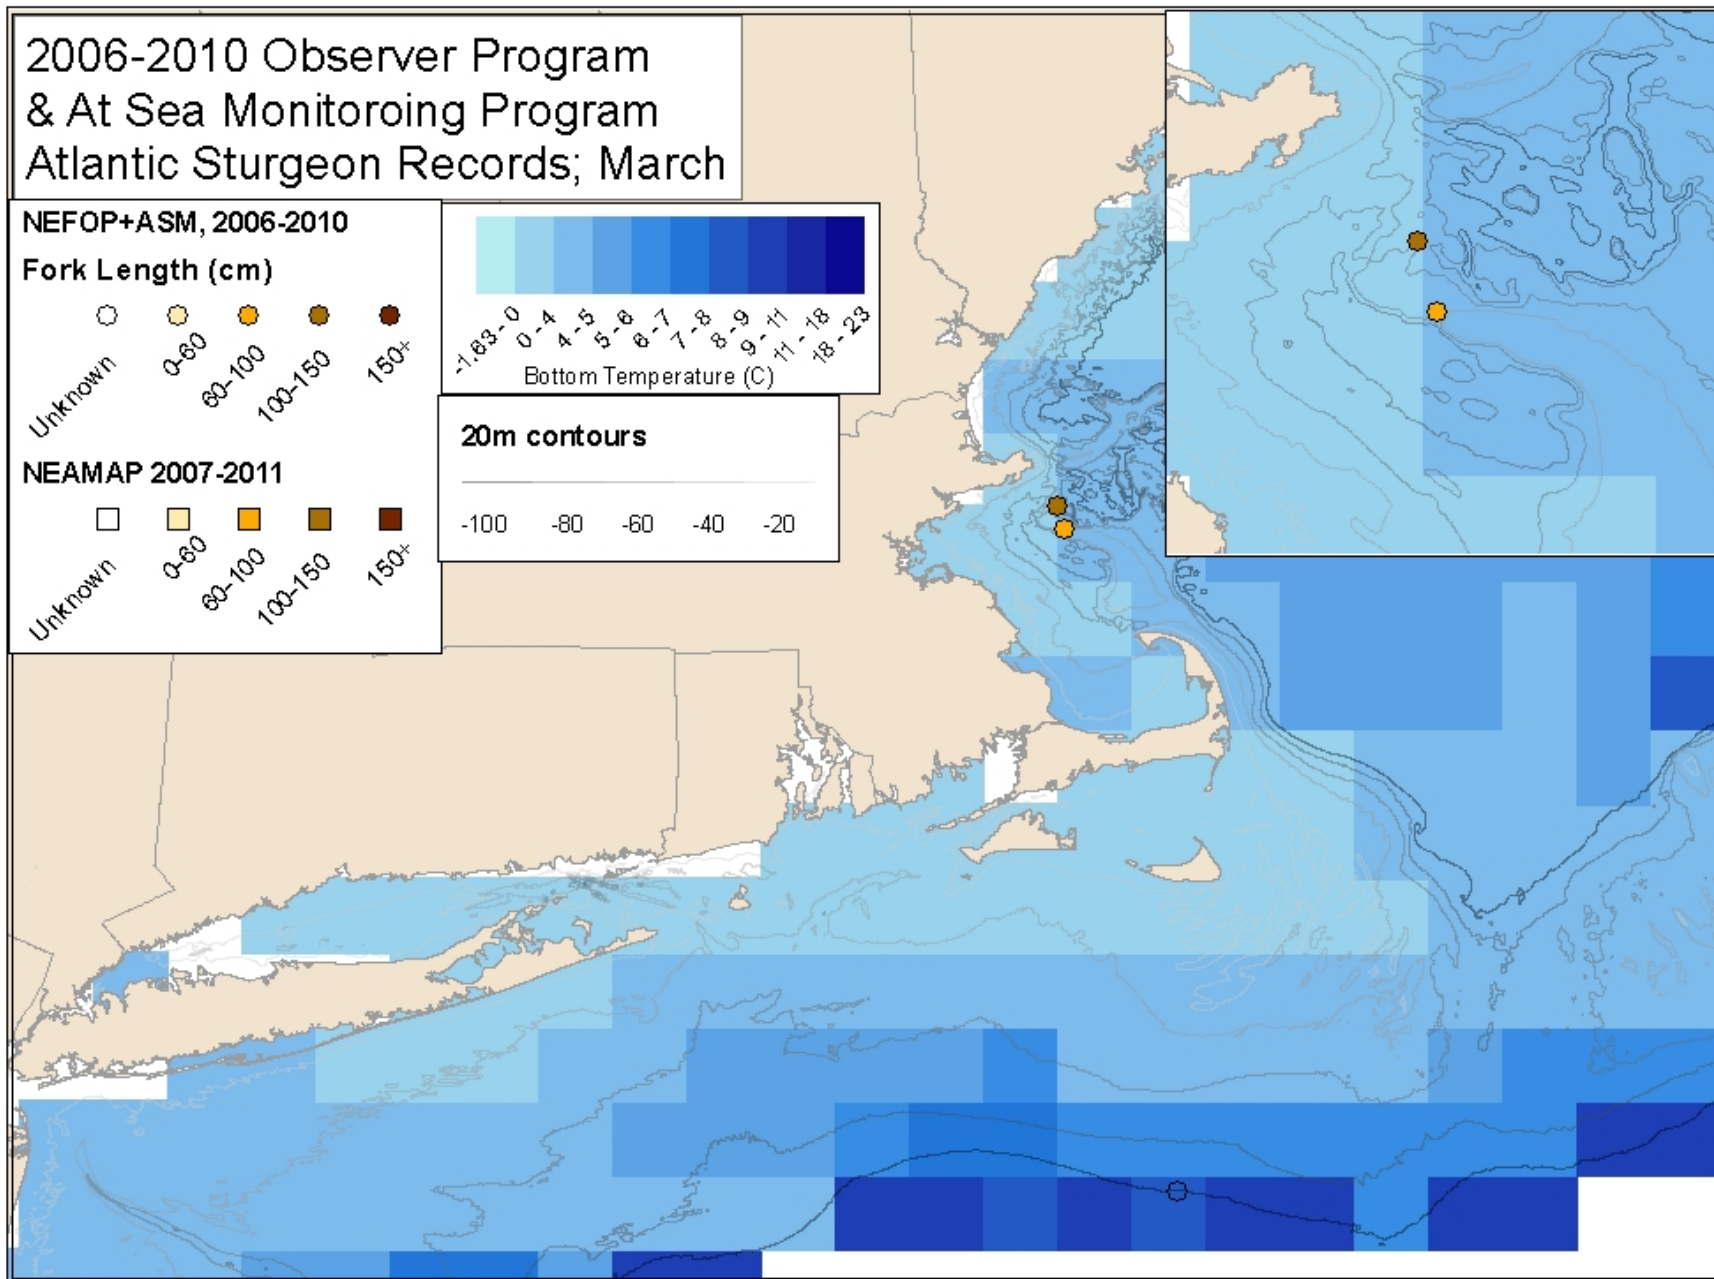 2006-2010 Observer Program
& At Sea Monitoroing Program
Atlantic Sturgeon Records; March
NEFOP+ASM, 2006-2010
Fork Length (cm)
Unknown
0-60
60-100
100-150
150+
NEAMAP 2007-2011
Unknown
0-60
60-100
100-150
150+
-1.63 - 0
0 - 4
4 - 5
5 - 6
6 - 7
7 - 8
8 - 9
9 - 11
11 - 18
18 - 23
Bottom Temperature (C)
20m contours
-100 -80 -60 -40 -20